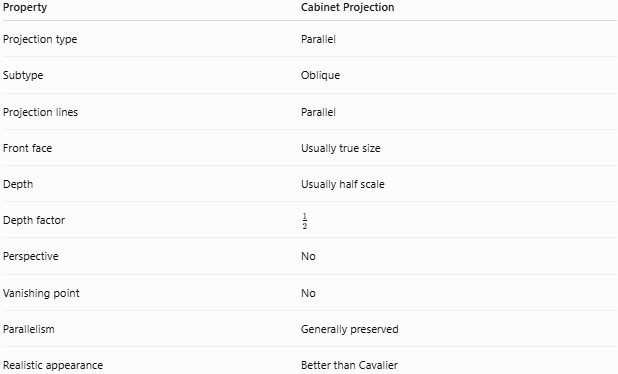 Property Cabinet Projection
Projection type Parallel
Subtype Oblique
Projection lines Parallel
Front face Usually true size
Depth Usually half scale
Depth factor 1/2
Perspective No
Vanishing point No
Parallelism Generally preserved
Realistic appearance Better than Cavalier